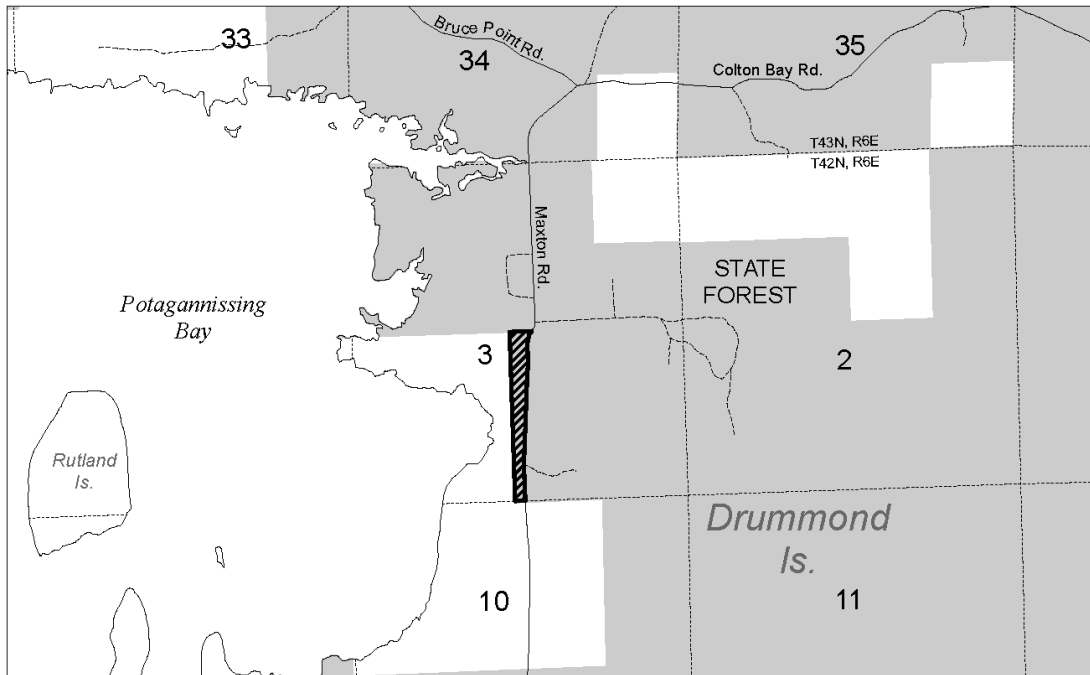 33
Bruce Point Rd.
34
35
Colton Bay Rd.
T43N, R6E
T42N, R6E
Maxton Rd.
STATE
FOREST
Potagannissing
Bay
3
2
Rutland
Is.
Drummond
Is.
10
11